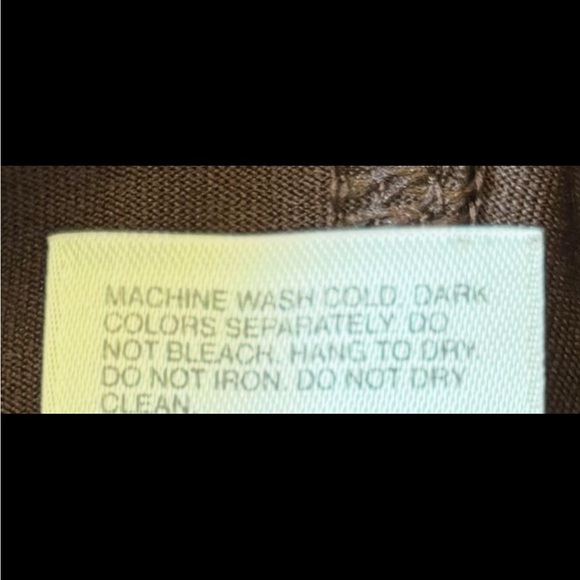 MACHINE WASH COLD. DARK
COLORS SEPARATELY. DO
NOT BLEACH. HANG TO DRY.
DO NOT IRON. DO NOT DRY
CLEAN.